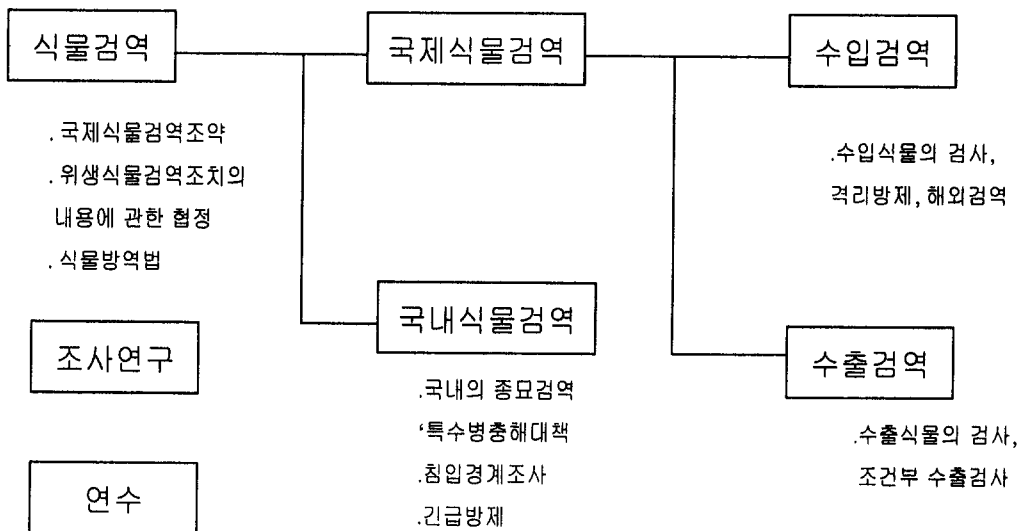 식물검역
국제식물검역
수입검역
. 국제식물검역조약
. 위생식물검역조치의
내용에 관한 협정
. 식물방역법
.수입식물의 검사,
격리방제, 해외검역
국내식물검역
조사연구
수출검역
.국내의 종묘검역
‘특수병충해대책
.침입경계조사
.긴급방제
.수출식물의 검사,
조건부 수출검사
연수